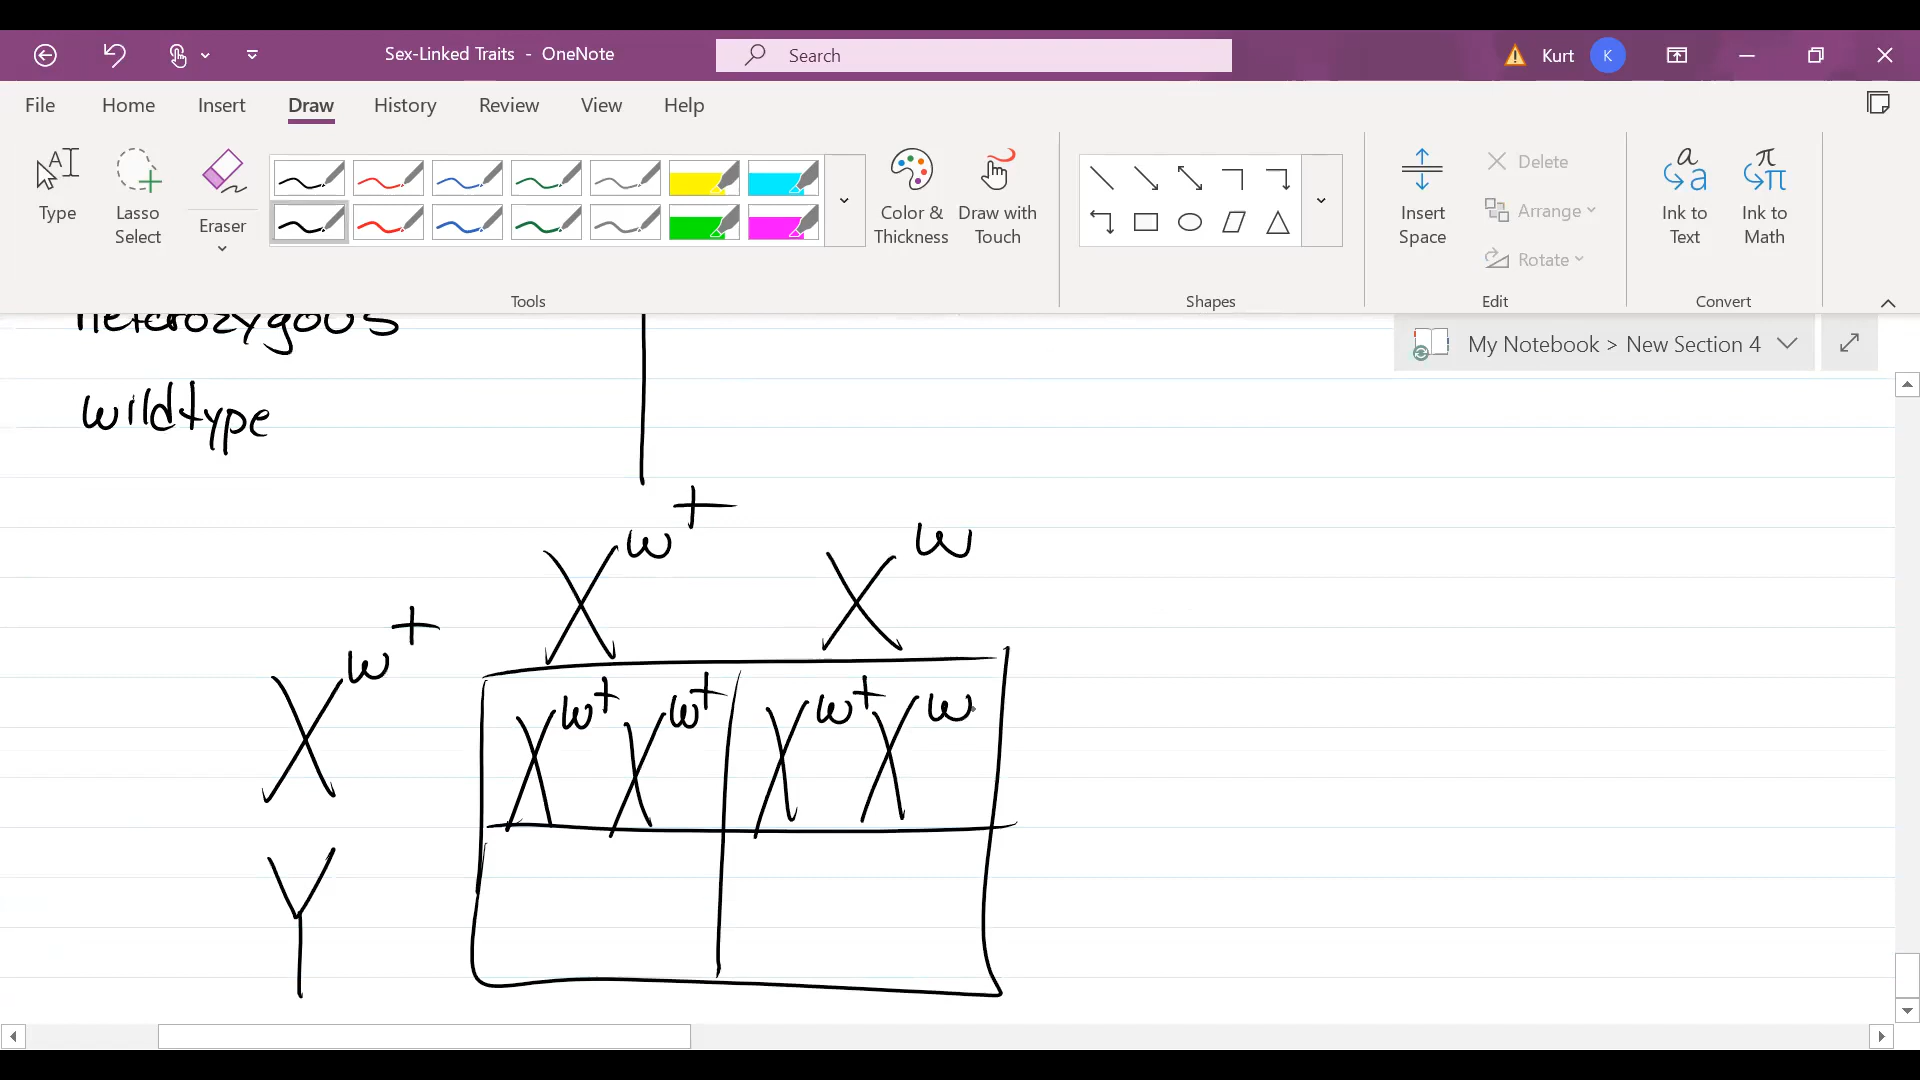 Sex-Linked Traits - OneNote
Search
Kurt
K
File Home Insert Draw History Review View Help
Type
Lasso Select
Eraser
Color & Thickness
Draw with Touch
Insert Space
Delete
Arrange
Rotate
Ink to Text
Ink to Math
Tools
Shapes
Edit
Convert
My Notebook > New Section 4
heterozygous
wildtype
X^w+ X^w
X^w+
X^w+ X^w+ X^w+ X^w
Y